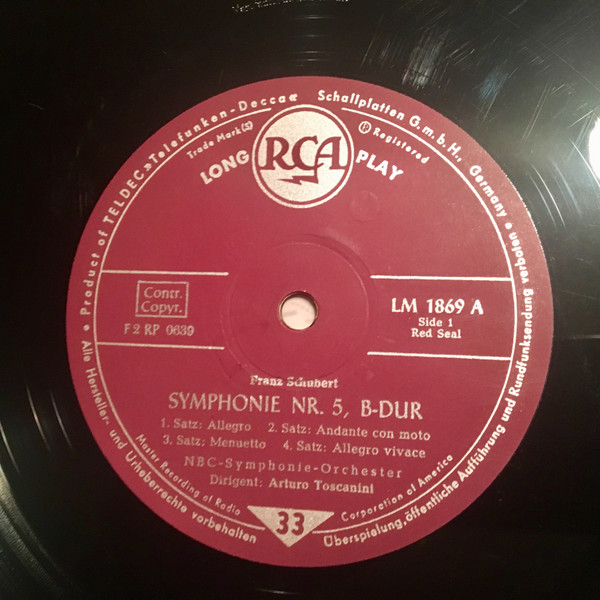 ● Product of TELDEC »Telefunken-Decca« Schallplatten G.m.b.H., Germany ●
Trade Mark(s) ® Registered
LONG RCA PLAY
Contr.
Copyr.
F 2 RP 0639
LM 1869 A
Side 1
Red Seal
Franz Schubert
SYMPHONIE NR. 5, B-DUR
1. Satz: Allegro 2. Satz: Andante con moto
3. Satz: Menuetto 4. Satz: Allegro vivace
NBC-Symphonie-Orchester
Dirigent: Arturo Toscanini
Master Recording of Radio Corporation of America
33
Alle Hersteller- und Urheberrechte vorbehalten
Überspielung, öffentliche Aufführung und Rundfunksendung verboten